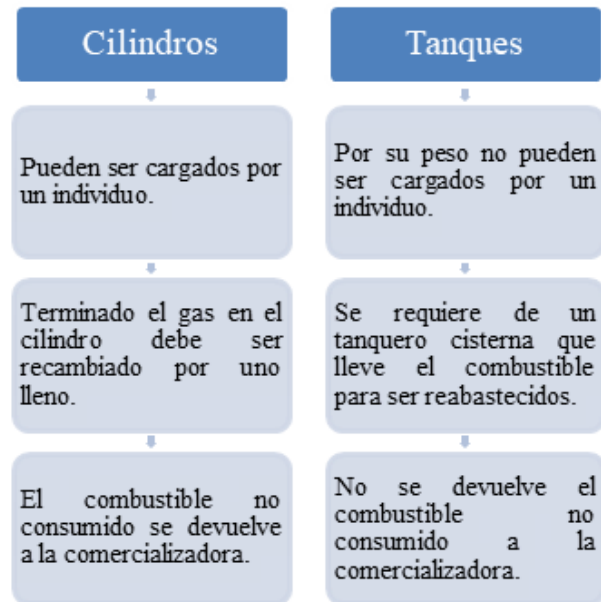 Cilindros
Pueden ser cargados por
un individuo.
Terminado el gas en el
cilindro debe ser
recambiado por uno
lleno.
El combustible no
consumido se devuelve
a la comercializadora.
Tanques
Por su peso no pueden
ser cargados por un
individuo.
Se requiere de un
tanquero cisterna que
lleve el combustible
para ser reabastecidos.
No se devuelve el
combustible no
consumido a la
comercializadora.